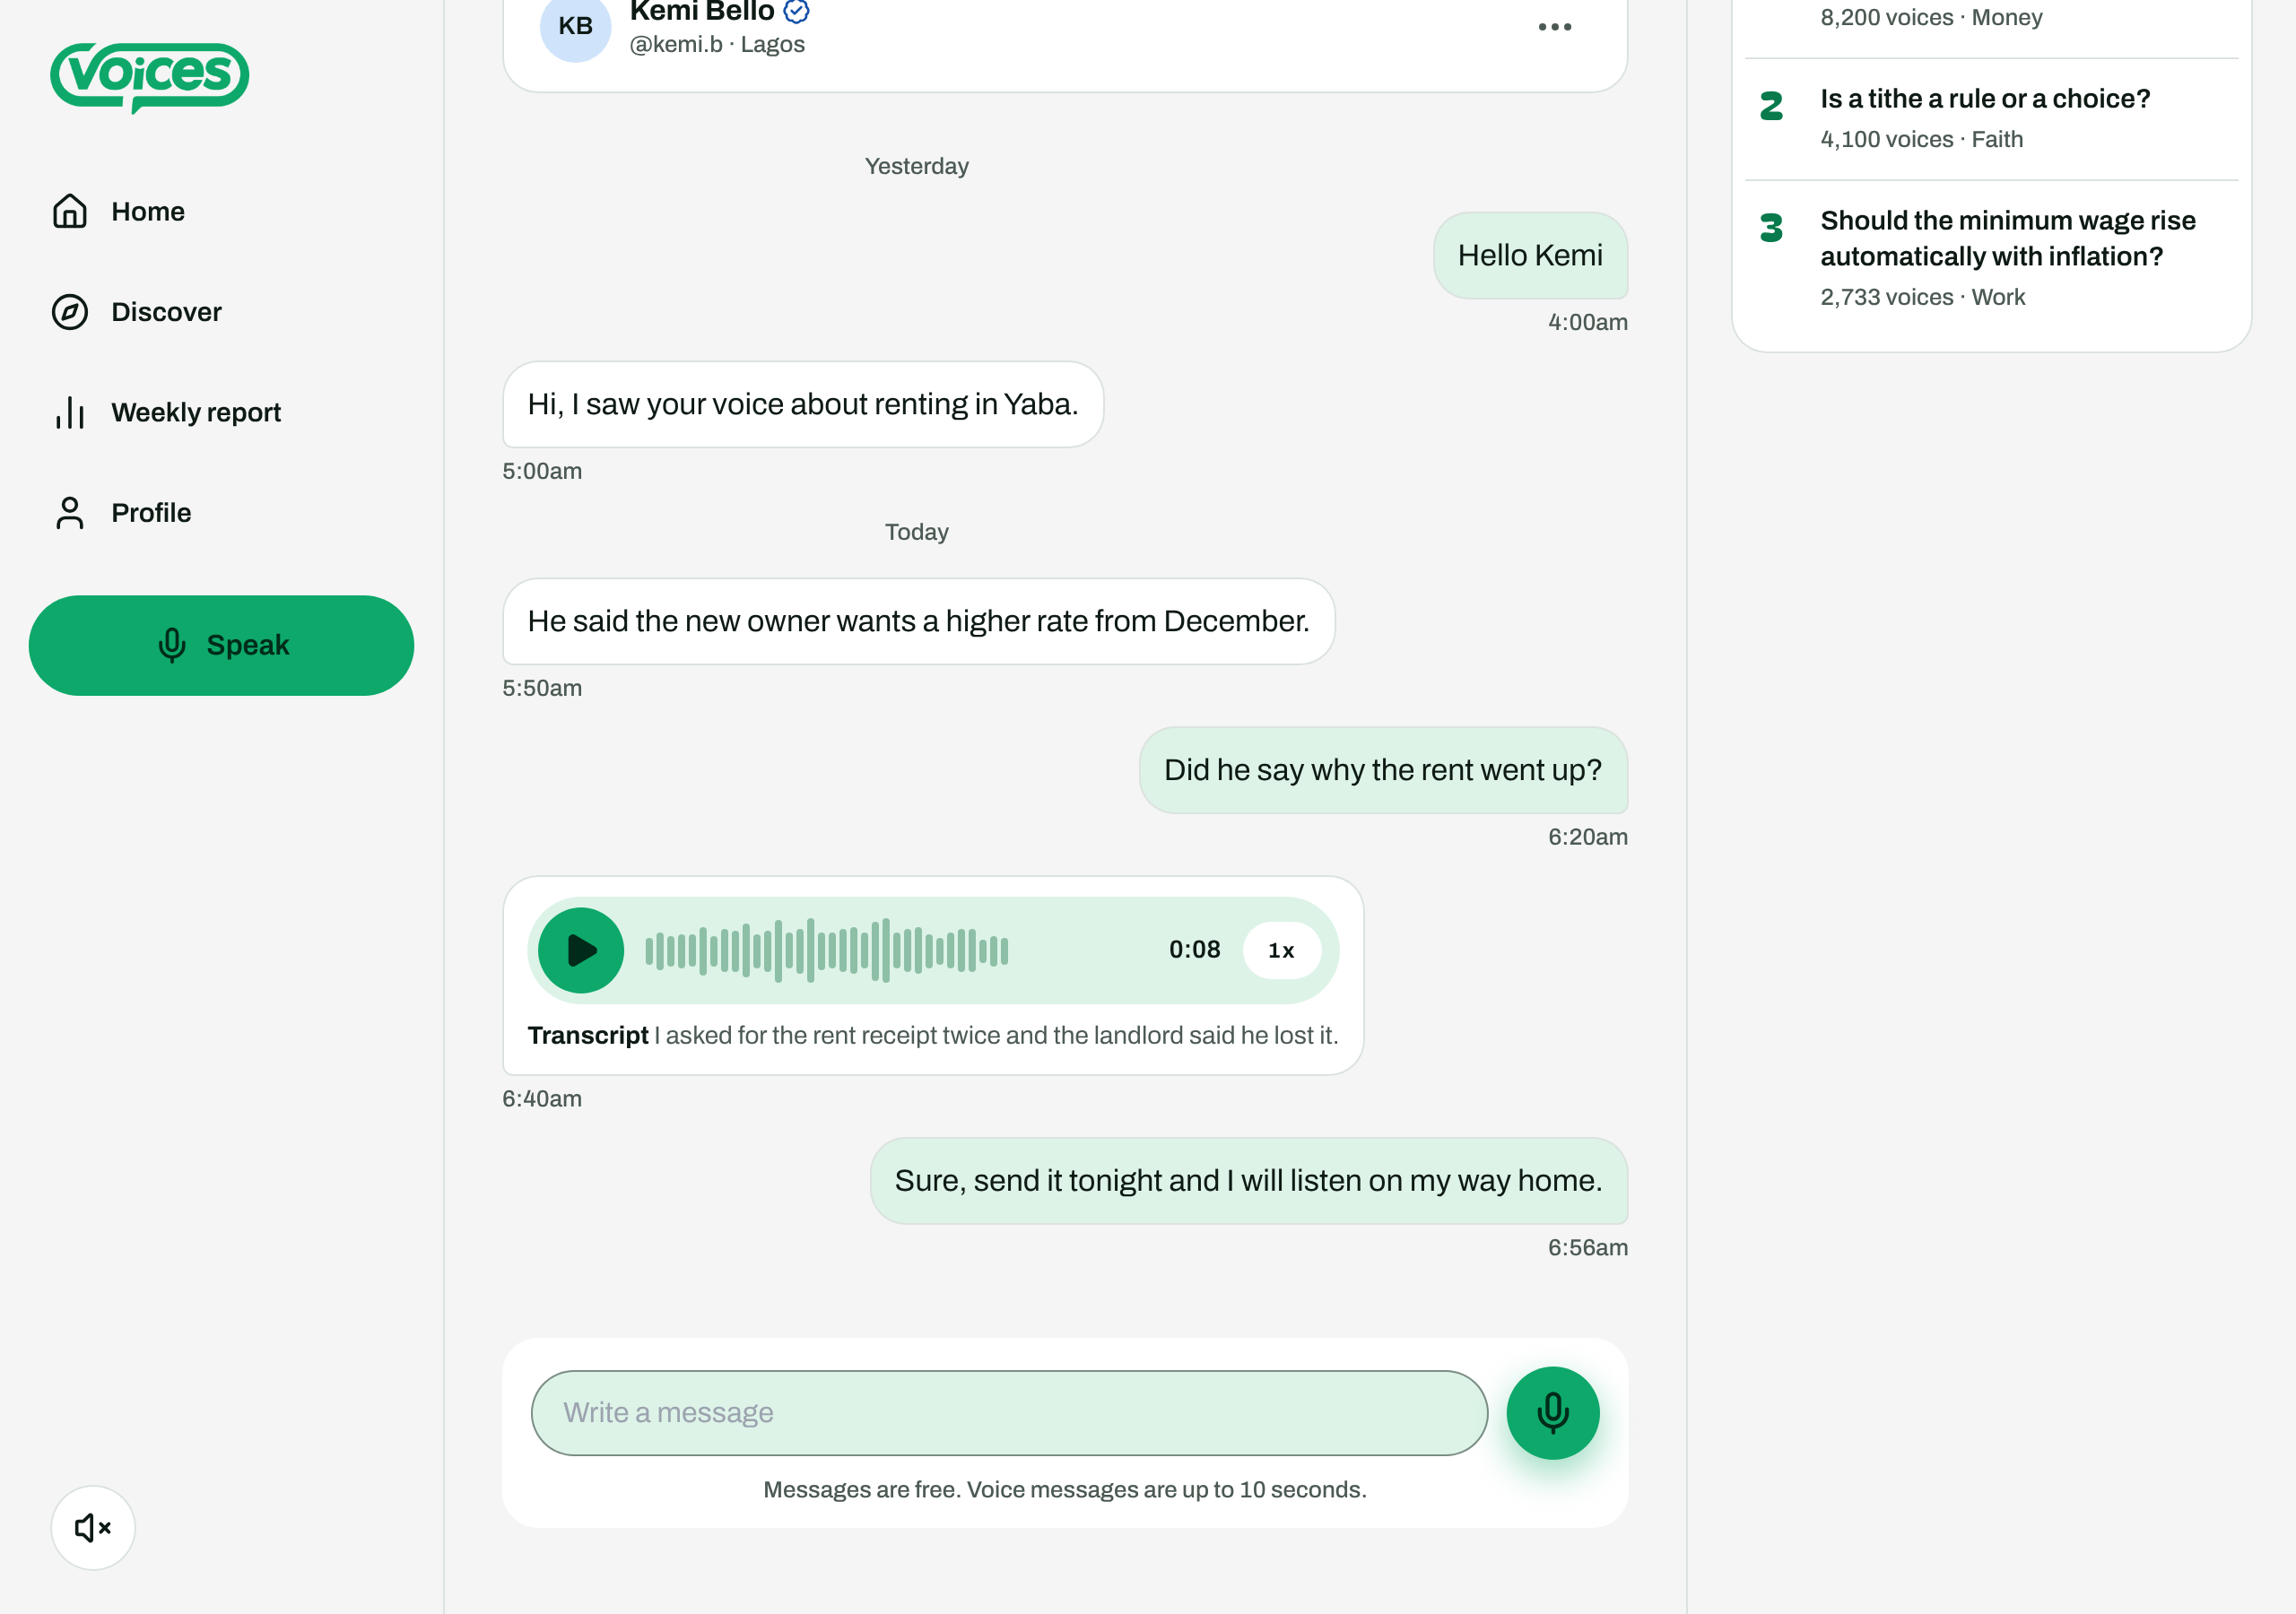 voices
Home
Discover
Weekly report
Profile
Speak
KB
Kemi Bello
@kemi.b · Lagos
Yesterday
Hello Kemi
4:00am
Hi, I saw your voice about renting in Yaba.
5:00am
Today
He said the new owner wants a higher rate from December.
5:50am
Did he say why the rent went up?
6:20am
0:08
1x
Transcript I asked for the rent receipt twice and the landlord said he lost it.
6:40am
Sure, send it tonight and I will listen on my way home.
6:56am
Write a message
Messages are free. Voice messages are up to 10 seconds.
8,200 voices · Money
2
Is a tithe a rule or a choice?
4,100 voices · Faith
3
Should the minimum wage rise
automatically with inflation?
2,733 voices · Work